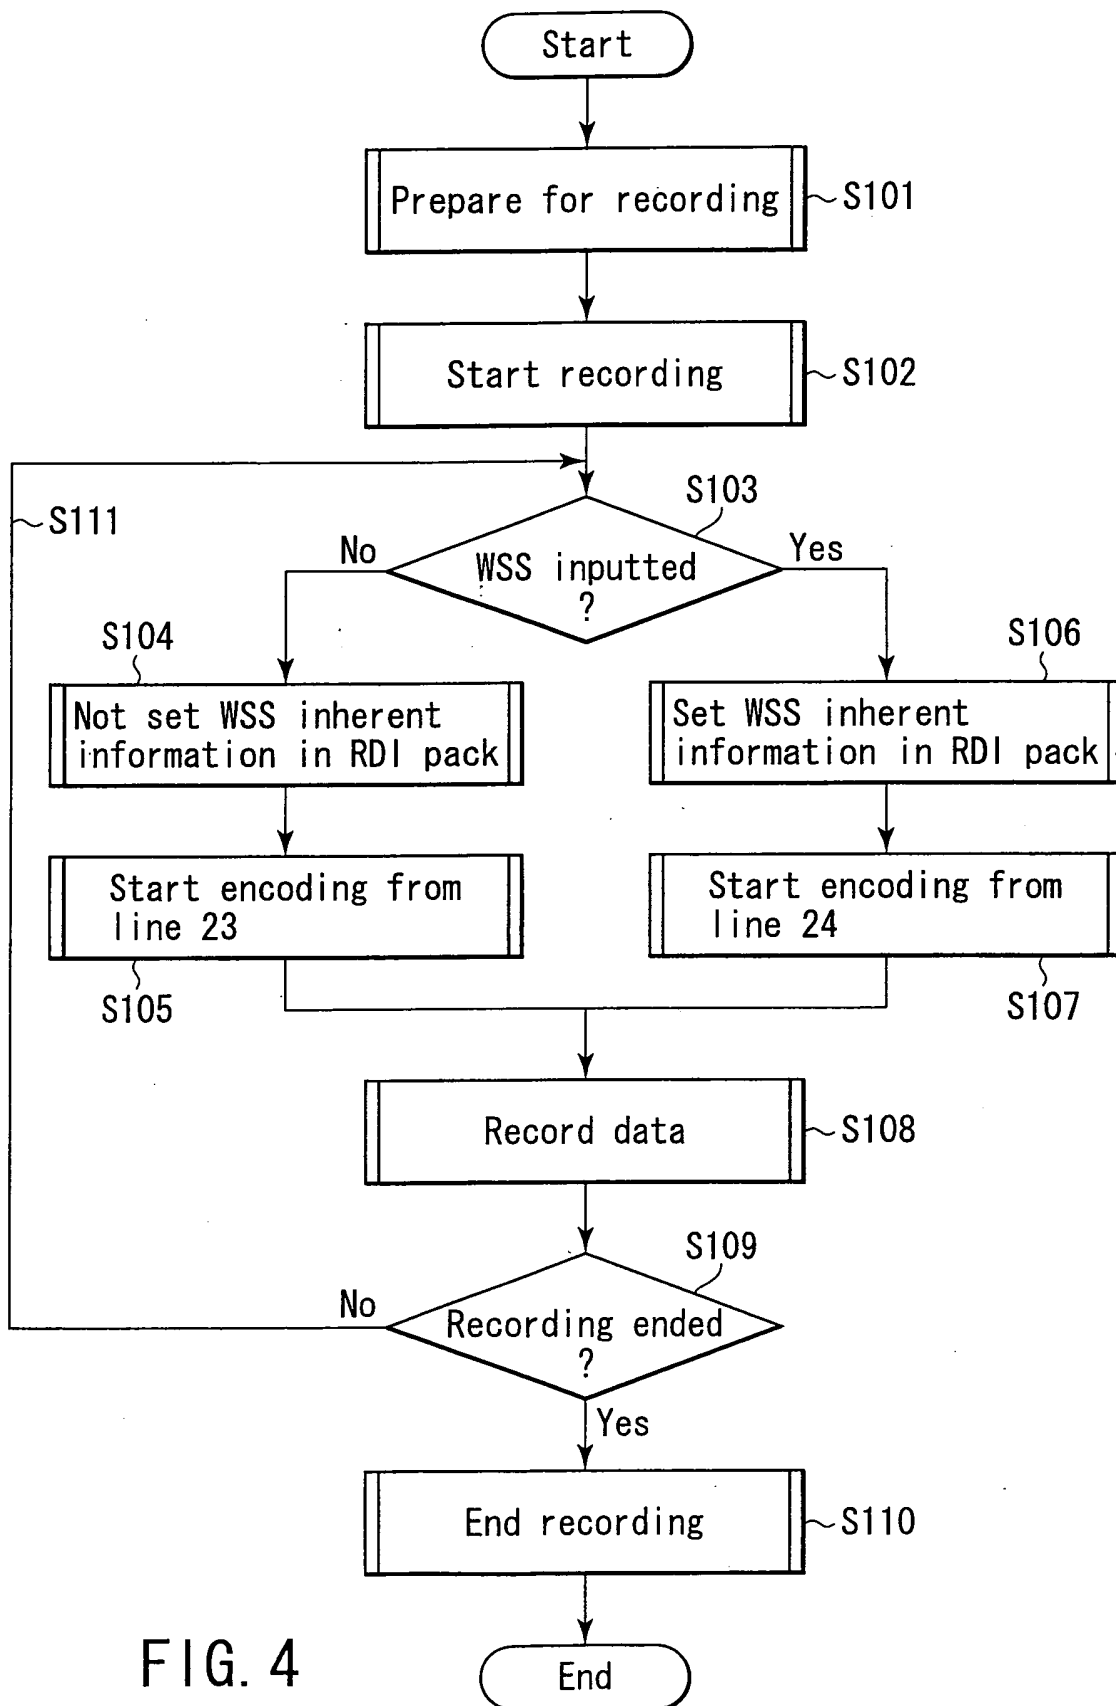 Start
Prepare for recording
S101
Start recording
S102
S111
S103
No
WSS inputted
?
Yes
S104
Not set WSS inherent
information in RDI pack
S106
Set WSS inherent
information in RDI pack
Start encoding from
line 23
S105
Start encoding from
line 24
S107
Record data
S108
S109
No
Recording ended
?
Yes
End recording
S110
End
FIG. 4